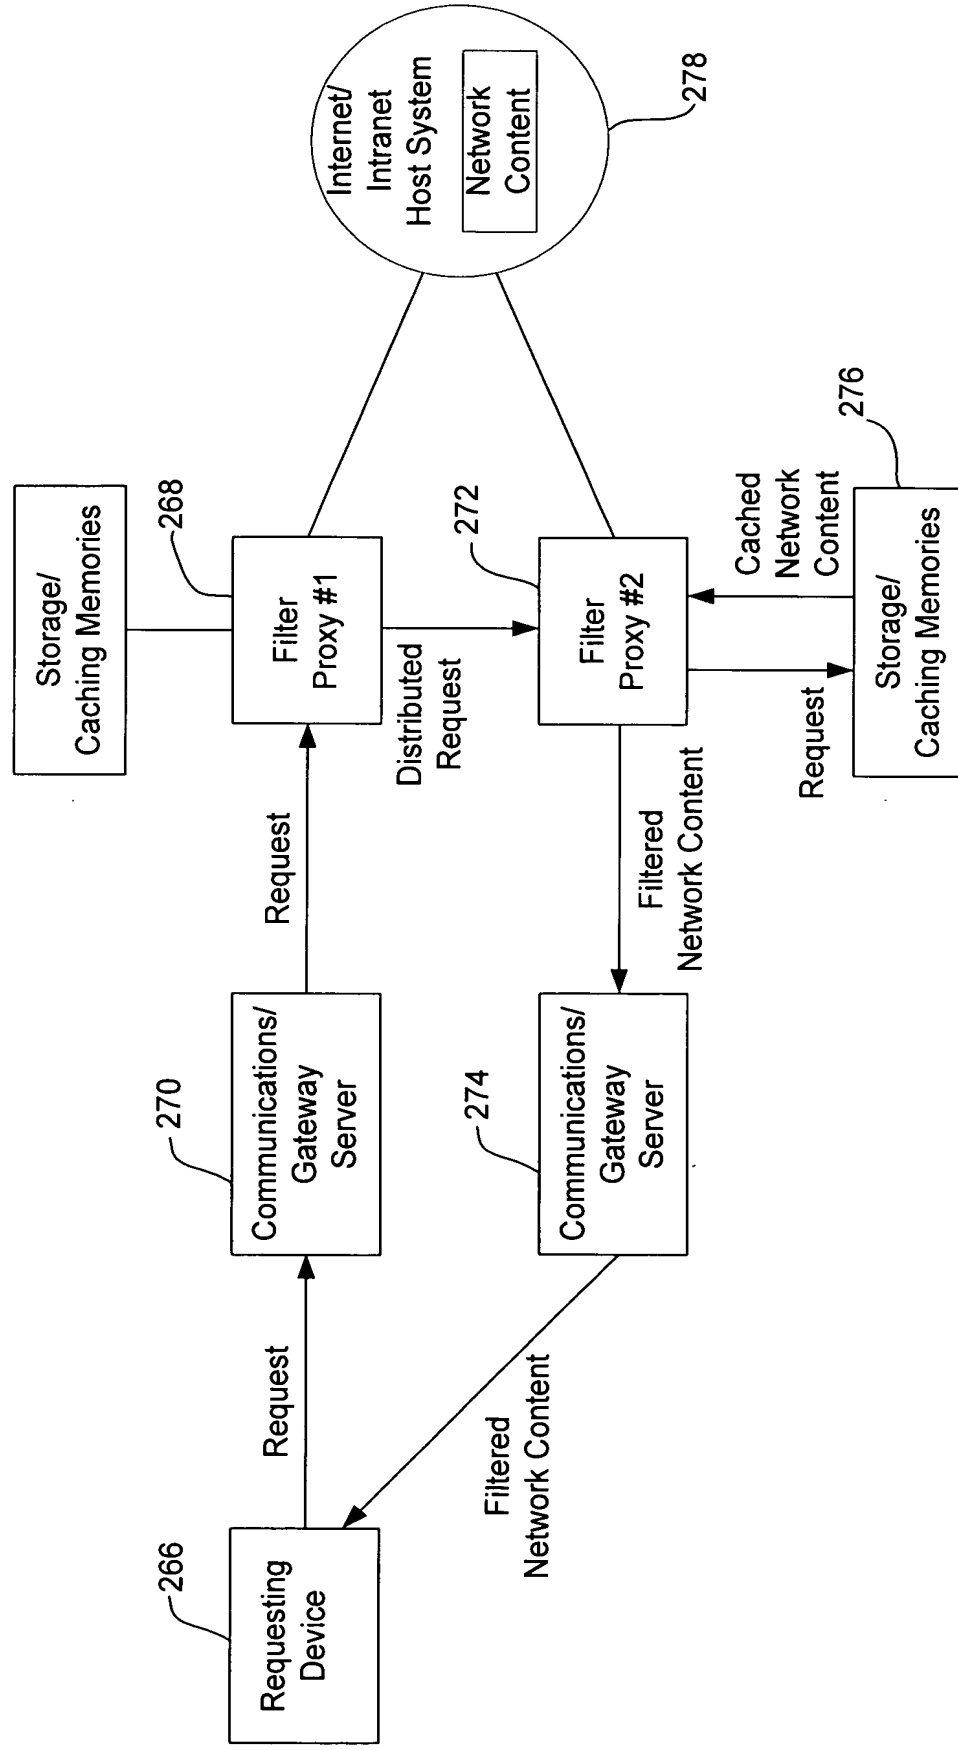 266
Requesting
Device
Request
Filtered
Network Content
270
Communications/
Gateway
Server
274
Communications/
Gateway
Server
Request
Filtered
Network Content
Storage/
Caching Memories
268
Filter
Proxy #1
Distributed
Request
272
Filter
Proxy #2
Request
Cached
Network
Content
276
Storage/
Caching Memories
Internet/
Intranet
Host System
Network
Content
278